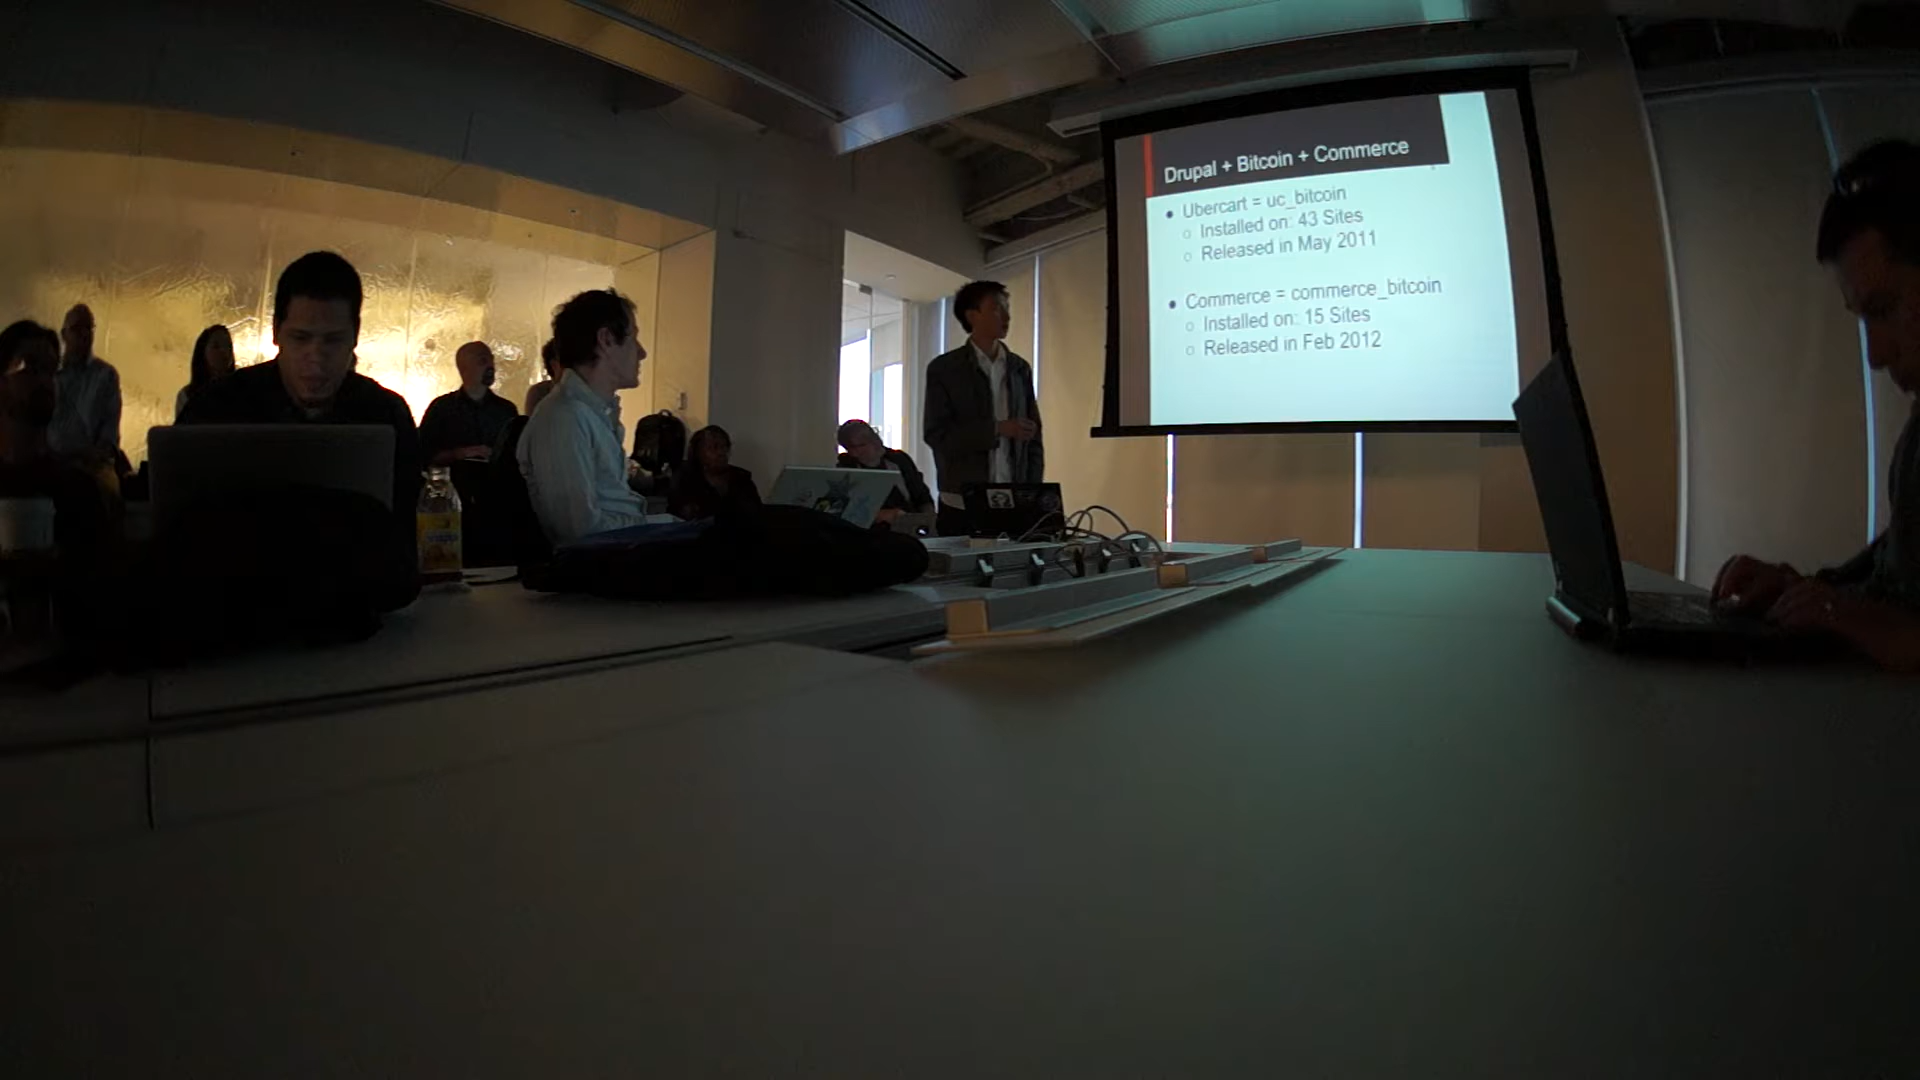 Drupal + Bitcoin + Commerce
● Ubercart = uc_bitcoin
○ Installed on: 43 Sites
○ Released in May 2011
● Commerce = commerce_bitcoin
○ Installed on: 15 Sites
○ Released in Feb 2012